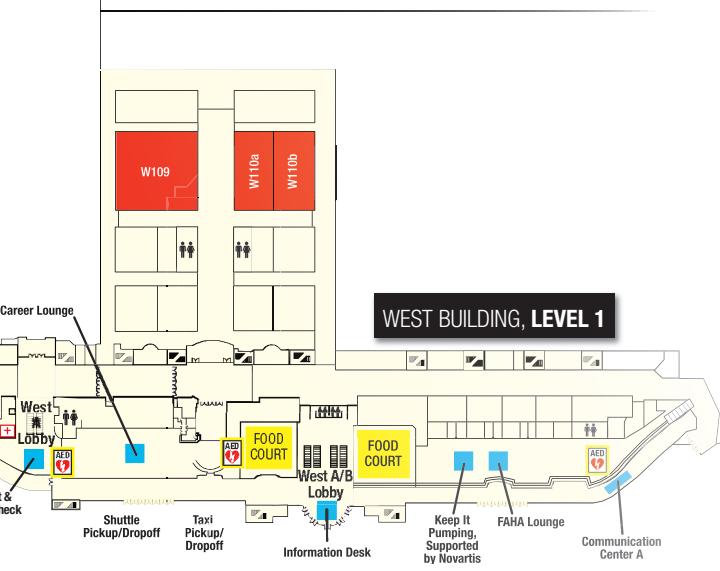 W109
W110a
W110b
Career Lounge
WEST BUILDING, LEVEL 1
West
Lobby
AED
AED
FOOD
COURT
FOOD
COURT
AED
West A/B
Lobby
t &
heck
Shuttle
Pickup/Dropoff
Taxi
Pickup/
Dropoff
Information Desk
Keep It
Pumping,
Supported
by Novartis
FAHA Lounge
Communication
Center A